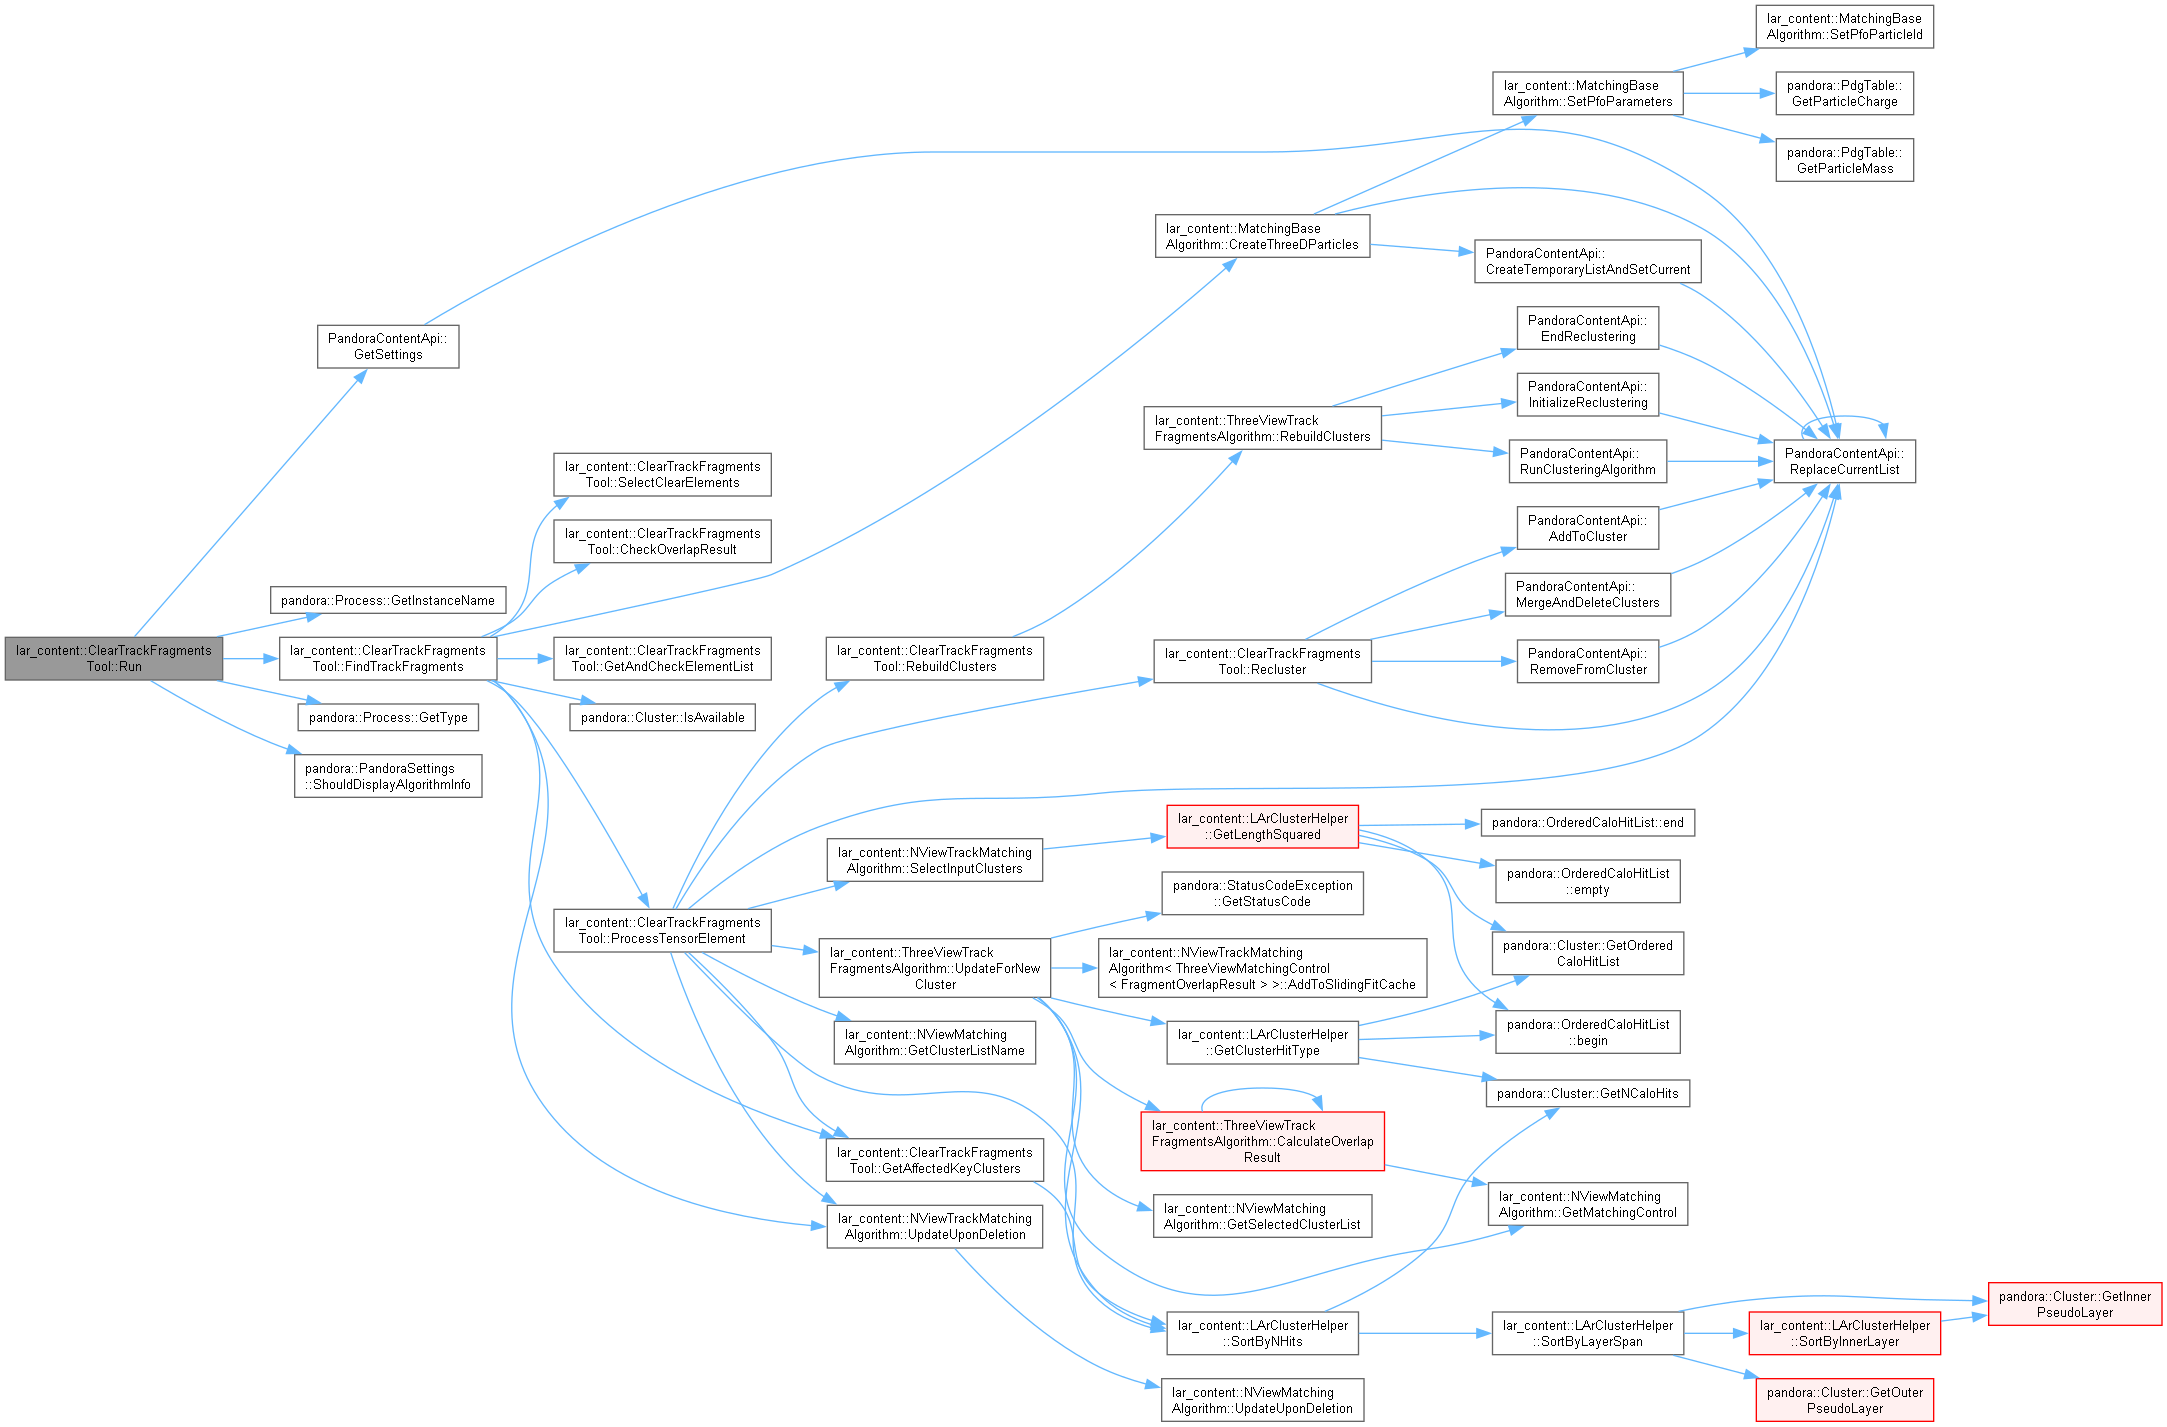 lar_content::MatchingBase
Algorithm::SetPfoParticleId
lar_content::MatchingBase
Algorithm::SetPfoParameters
pandora::PdgTable::
GetParticleCharge
pandora::PdgTable::
GetParticleMass
lar_content::MatchingBase
Algorithm::CreateThreeDParticles
PandoraContentApi::
CreateTemporaryListAndSetCurrent
PandoraContentApi::
GetSettings
PandoraContentApi::
EndReclustering
PandoraContentApi::
InitializeReclustering
lar_content::ThreeViewTrack
FragmentsAlgorithm::RebuildClusters
PandoraContentApi::
RunClusteringAlgorithm
PandoraContentApi::
ReplaceCurrentList
lar_content::ClearTrackFragments
Tool::SelectClearElements
lar_content::ClearTrackFragments
Tool::CheckOverlapResult
PandoraContentApi::
AddToCluster
PandoraContentApi::
MergeAndDeleteClusters
pandora::Process::GetInstanceName
lar_content::ClearTrackFragments
Tool::Run
lar_content::ClearTrackFragments
Tool::FindTrackFragments
lar_content::ClearTrackFragments
Tool::GetAndCheckElementList
lar_content::ClearTrackFragments
Tool::RebuildClusters
lar_content::ClearTrackFragments
Tool::Recluster
PandoraContentApi::
RemoveFromCluster
pandora::Process::GetType
pandora::Cluster::IsAvailable
pandora::PandoraSettings
::ShouldDisplayAlgorithmInfo
lar_content::LArClusterHelper
::GetLengthSquared
pandora::OrderedCaloHitList::end
lar_content::NViewTrackMatching
Algorithm::SelectInputClusters
pandora::OrderedCaloHitList
::empty
pandora::StatusCodeException
::GetStatusCode
lar_content::ClearTrackFragments
Tool::ProcessTensorElement
lar_content::ThreeViewTrack
FragmentsAlgorithm::UpdateForNew
Cluster
lar_content::NViewTrackMatching
Algorithm< ThreeViewMatchingControl
< FragmentOverlapResult > >::AddToSlidingFitCache
pandora::Cluster::GetOrdered
CaloHitList
lar_content::NViewMatching
Algorithm::GetClusterListName
lar_content::LArClusterHelper
::GetClusterHitType
pandora::OrderedCaloHitList
::begin
pandora::Cluster::GetNCaloHits
lar_content::ThreeViewTrack
FragmentsAlgorithm::CalculateOverlap
Result
lar_content::ClearTrackFragments
Tool::GetAffectedKeyClusters
lar_content::NViewMatching
Algorithm::GetSelectedClusterList
lar_content::NViewMatching
Algorithm::GetMatchingControl
lar_content::NViewTrackMatching
Algorithm::UpdateUponDeletion
lar_content::LArClusterHelper
::SortByNHits
lar_content::LArClusterHelper
::SortByLayerSpan
lar_content::LArClusterHelper
::SortByInnerLayer
pandora::Cluster::GetInner
PseudoLayer
lar_content::NViewMatching
Algorithm::UpdateUponDeletion
pandora::Cluster::GetOuter
PseudoLayer